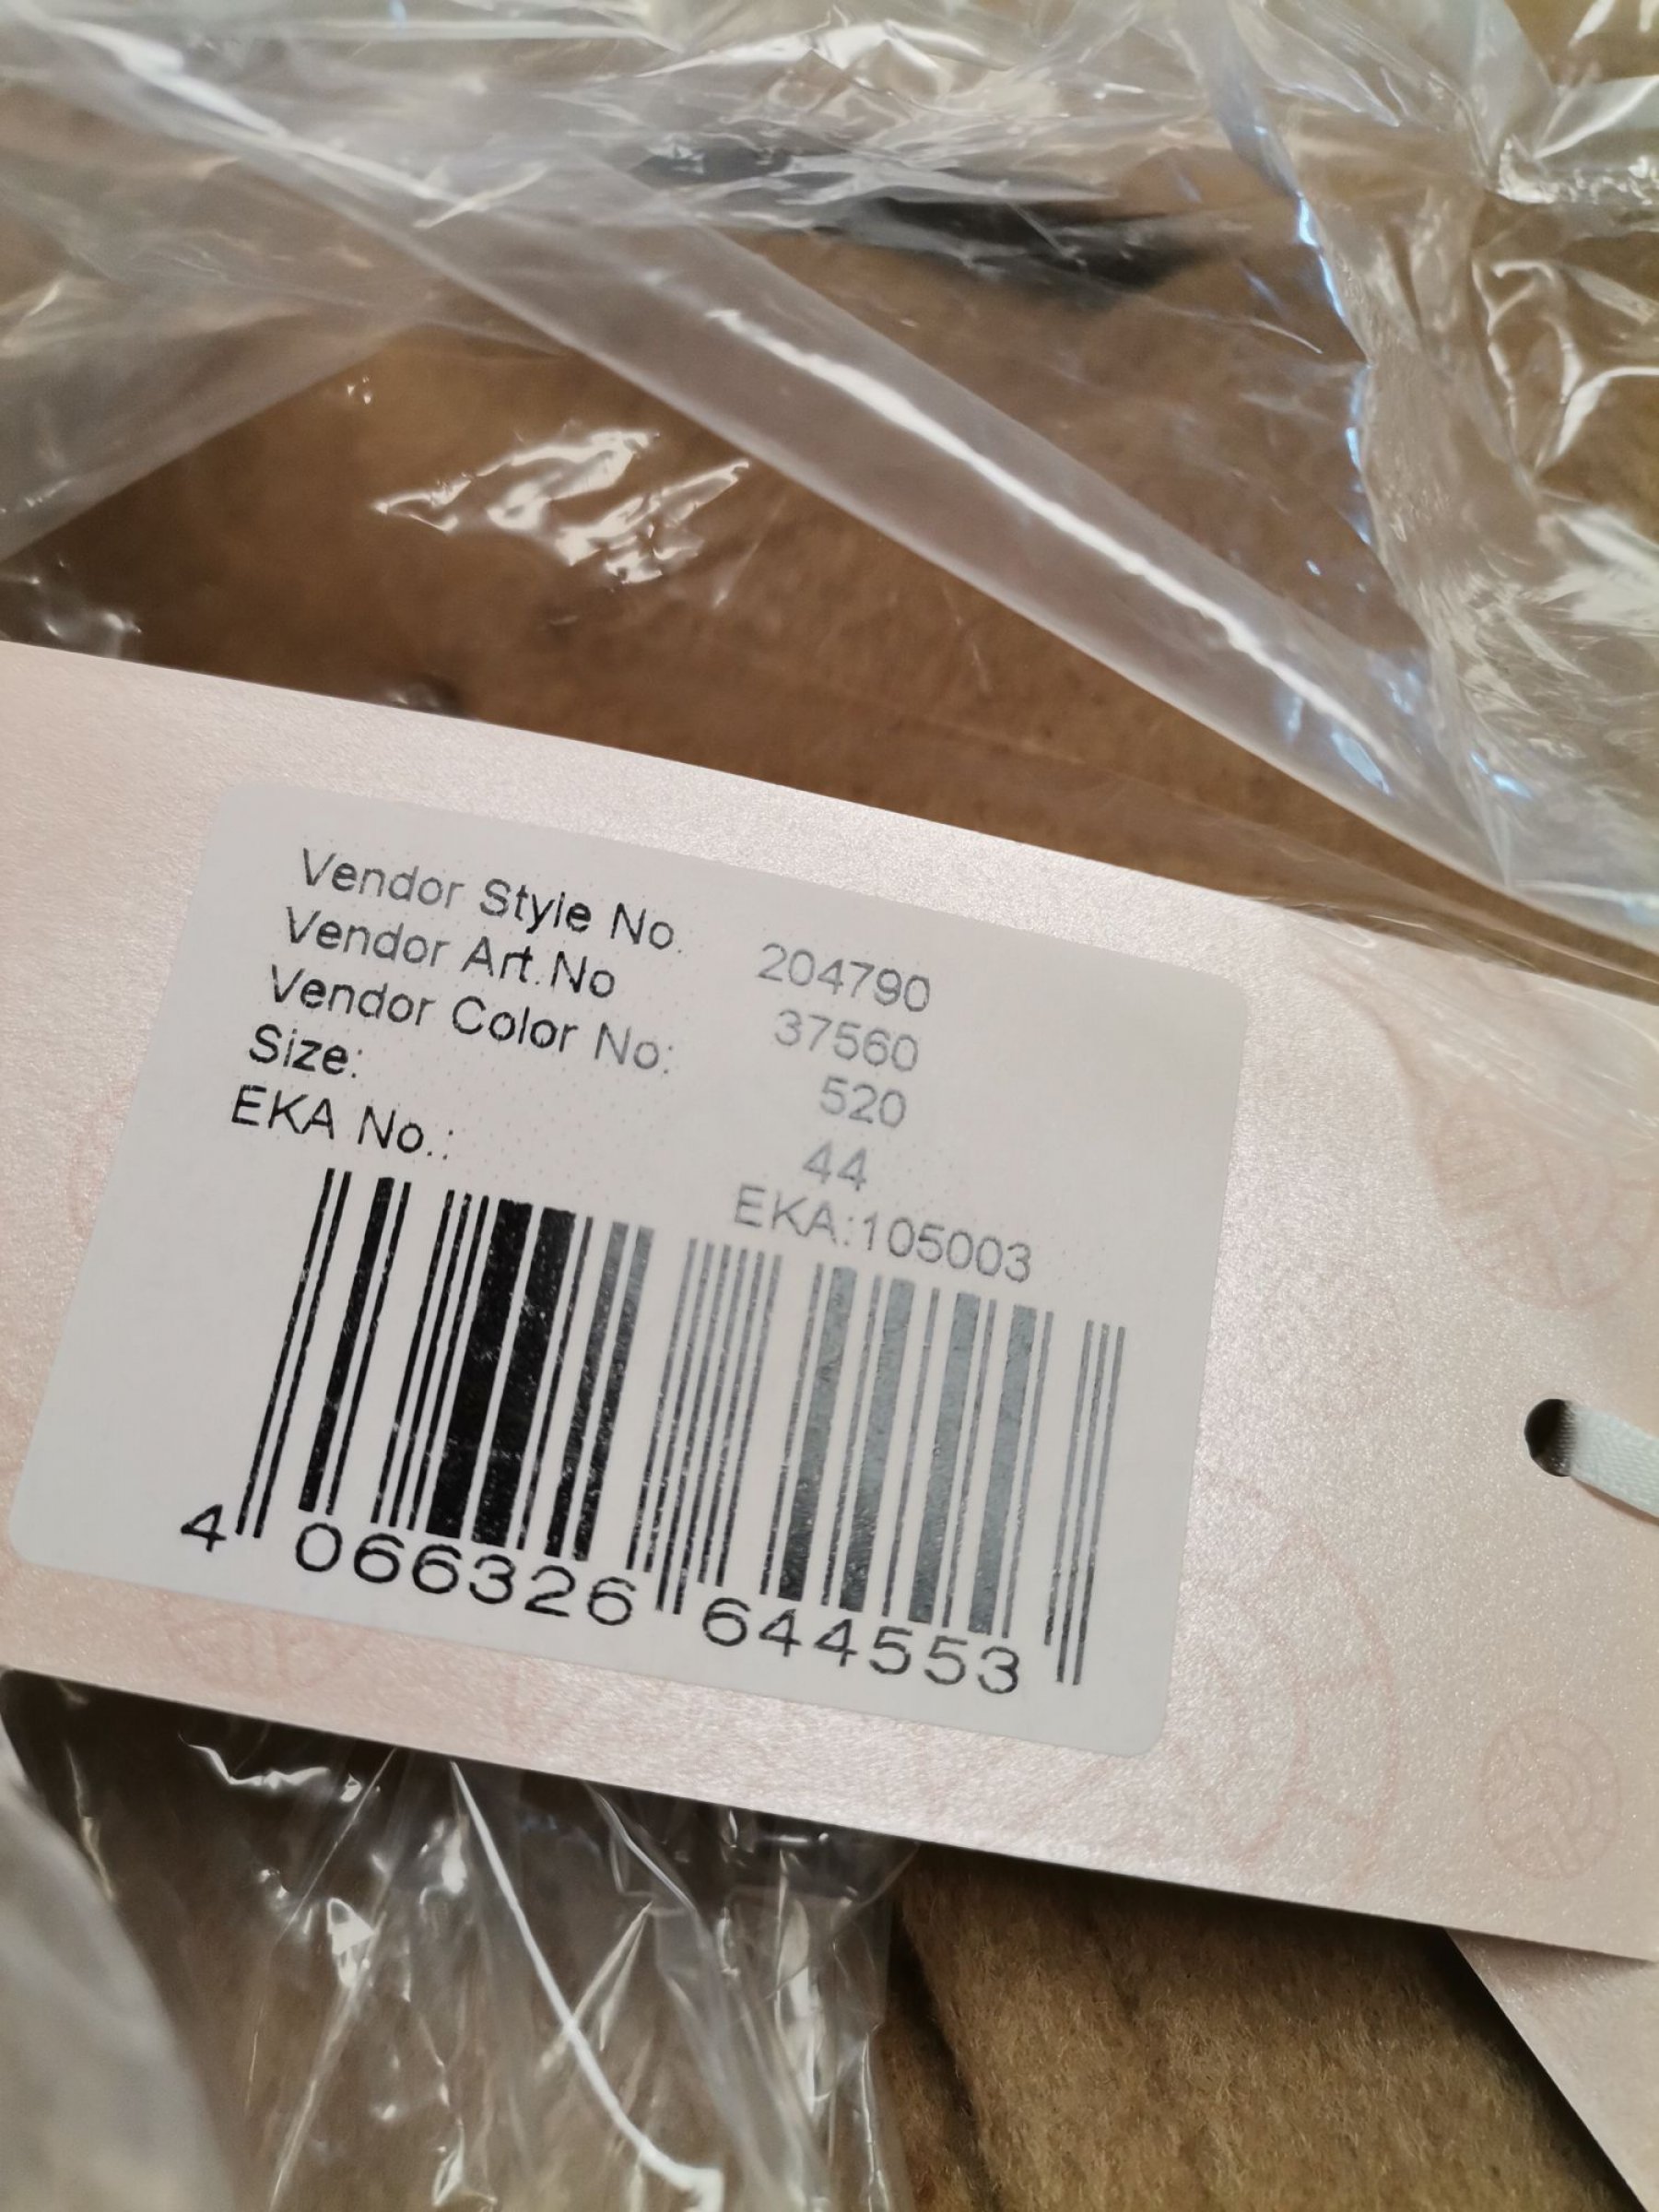 Vendor Style No. 204790
Vendor Art.No 37560
Vendor Color No: 520
Size: 44
EKA No.: EKA:105003
4 066326 644553